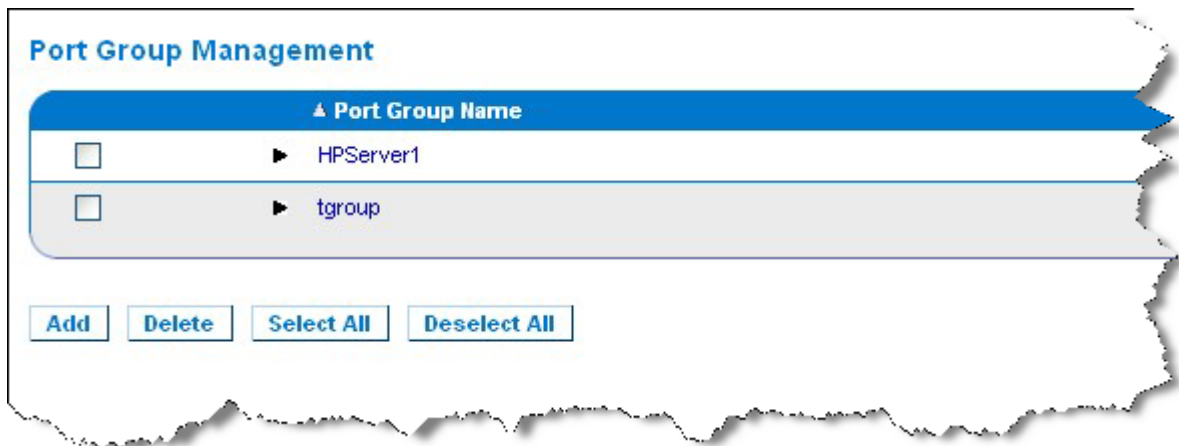 Port Group Management
Port Group Name
HPServer1
tgroup
Add Delete Select All Deselect All